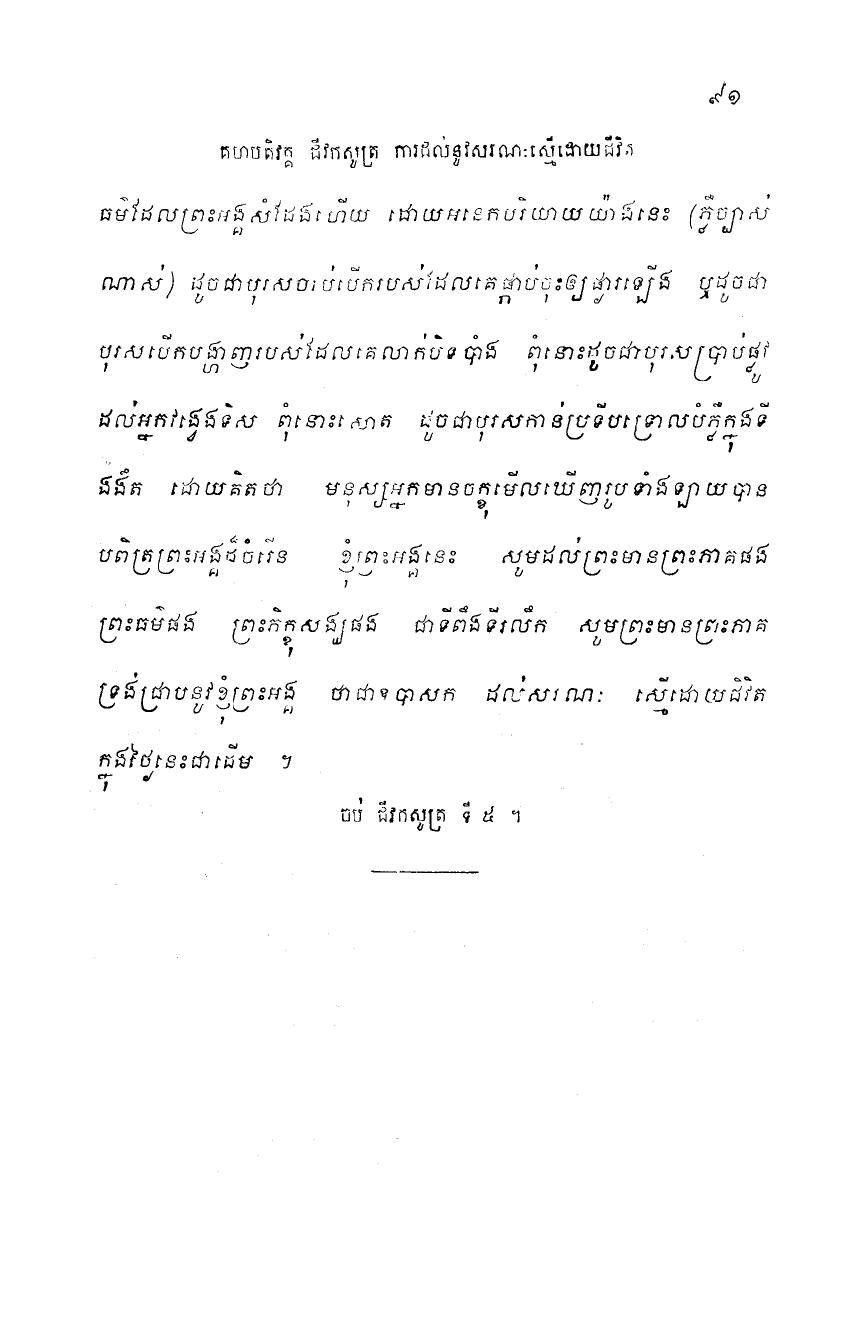 ៩១
គហបតិវគ្គ ជីវកសូត្រ ការដល់នូវសរណៈស្មើដោយជីវិត
ធម៌ដែលព្រះអង្គសំដែងហើយ ដោយអនេកបរិយាយយ៉ាងនេះ (ភ្លឺច្បាស់
ណាស់) ដូចជាបុរសចាប់បើករបស់ដែលគេផ្កាប់ចុះឲ្យផ្ងារឡើង ឬដូចជា
បុរសបើកបង្ហាញរបស់ដែលគេលាក់បិទបាំង ពុំនោះដូចជាបុរសប្រាប់ផ្លូវ
ដល់អ្នកវង្វេងទិស ពុំនោះសោត ដូចជាបុរសកាន់ប្រទីបទ្រោលបំភ្លឺក្នុងទី
ងងឹត ដោយគិតថា មនុស្សអ្នកមានចក្ខុមើលឃើញរូបទាំងឡាយបាន
បពិត្រព្រះអង្គដ៏ចំរើន ខ្ញុំព្រះអង្គនេះ សូមដល់ព្រះមានព្រះភាគផង
ព្រះធម៌ផង ព្រះភិក្ខុសង្ឃផង ជាទីពឹងទីរលឹក សូមព្រះមានព្រះភាគ
ទ្រង់ជ្រាបនូវខ្ញុំព្រះអង្គ ថាជាឧបាសក ដល់សរណៈ ស្មើដោយជិវិត
ក្នុងថ្ងៃនេះជាដើម ។
ចប់ ជីវកសូត្រ ទី ៥ ។